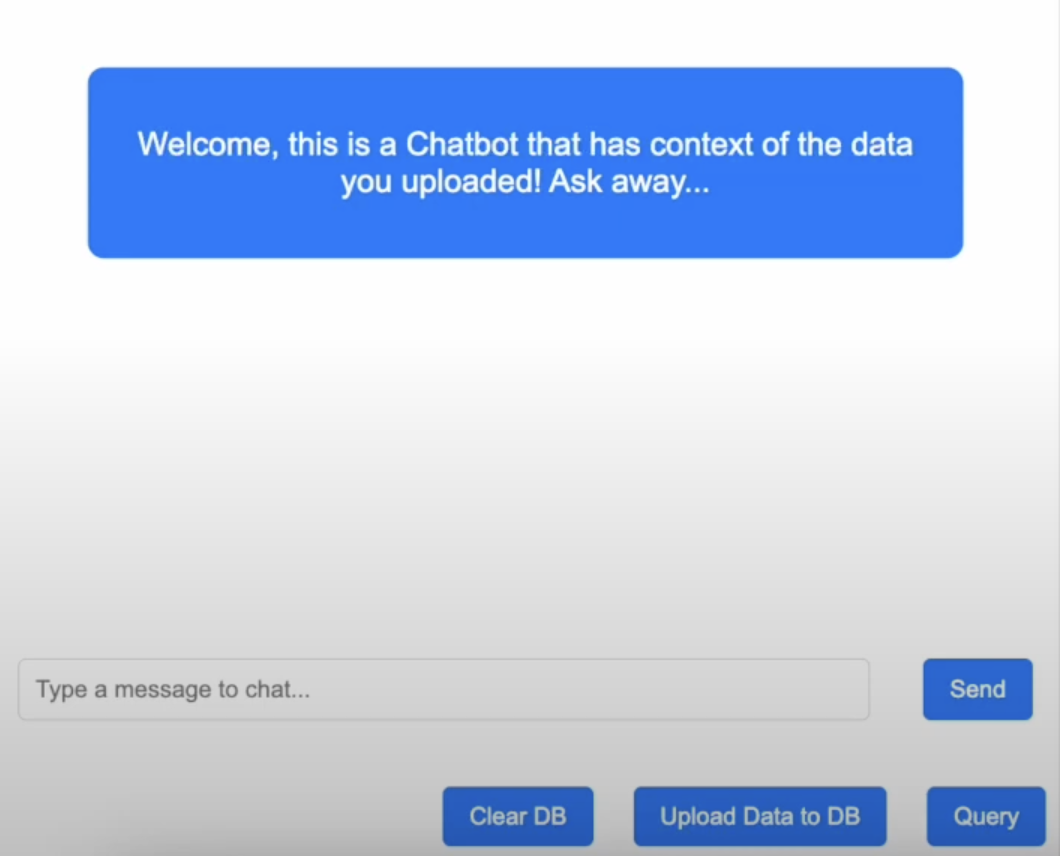 Welcome, this is a Chatbot that has context of the data
you uploaded! Ask away...
Type a message to chat...
Send
Clear DB
Upload Data to DB
Query